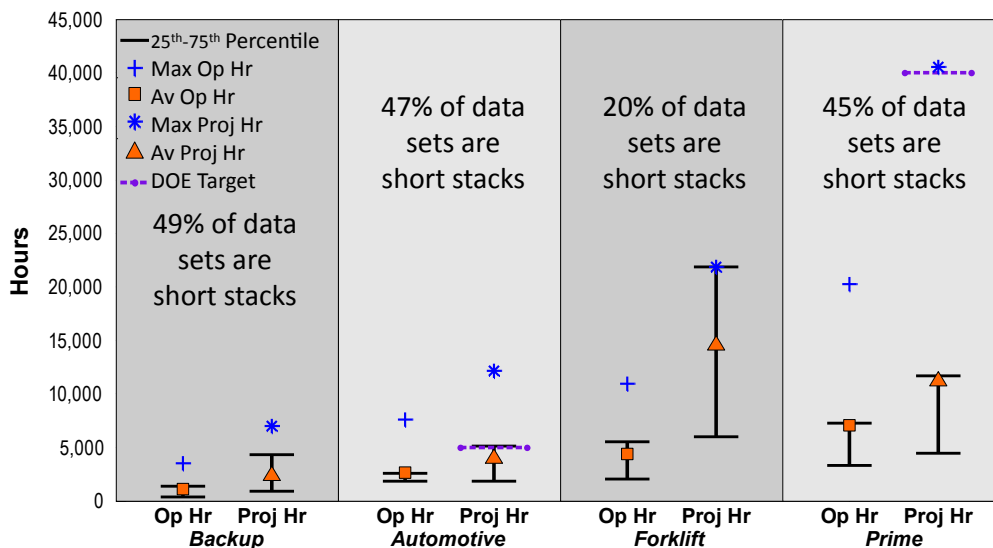 45,000
40,000
35,000
30,000
25,000
20,000
15,000
10,000
5,000
0
Hours
25th-75th Percentile
Max Op Hr
Av Op Hr
Max Proj Hr
Av Proj Hr
DOE Target
49% of data
sets are
short stacks
47% of data
sets are
short stacks
20% of data
sets are
short stacks
45% of data
sets are
short stacks
Op Hr Proj Hr Op Hr Proj Hr Op Hr Proj Hr Op Hr Proj Hr
Backup Automotive Forklift Prime